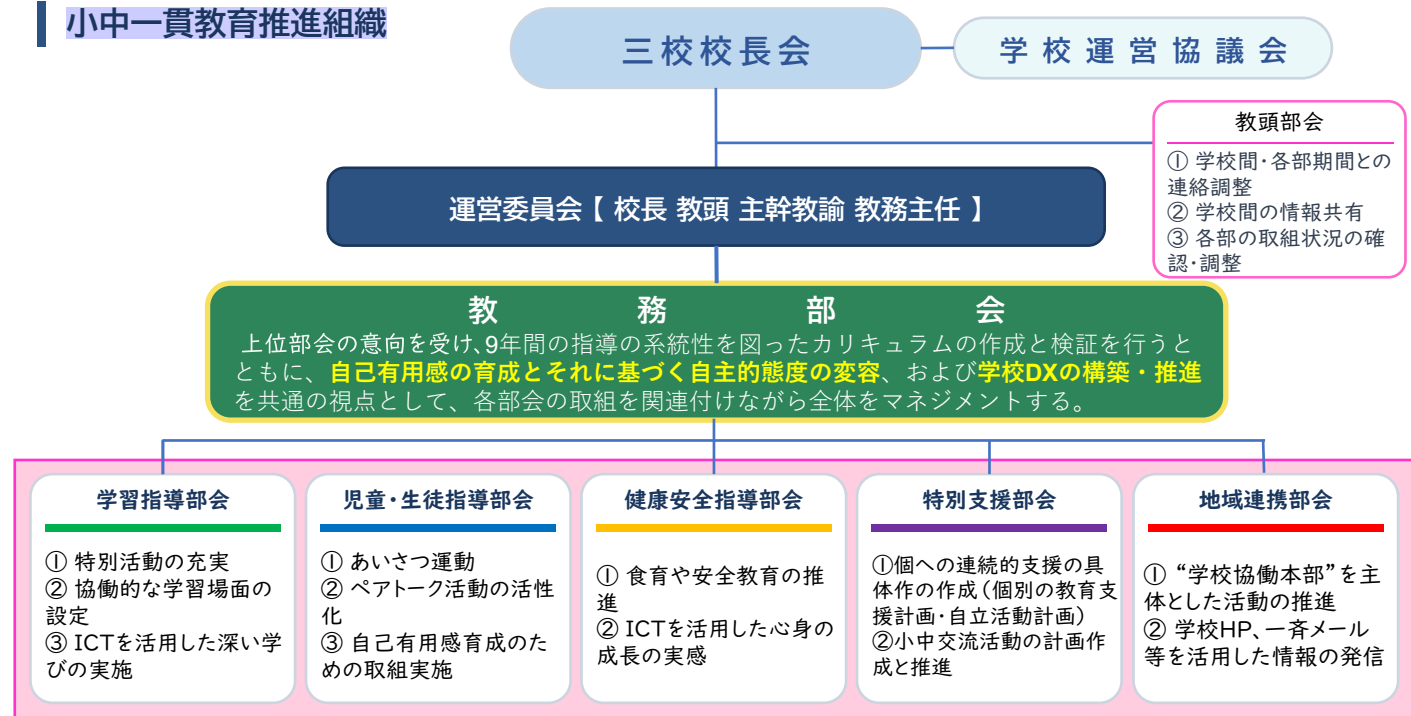 小中一貫教育推進組織
三校校長会
学校運営協議会
教頭部会
① 学校間・各部期間との
連絡調整
② 学校間の情報共有
③ 各部の取組状況の確
認・調整
運営委員会【 校長 教頭 主幹教諭 教務主任 】
教務部会
上位部会の意向を受け、9年間の指導の系統性を図ったカリキュラムの作成と検証を行うと
ともに、自己有用感の育成とそれに基づく自主的態度の変容、および学校DXの構築・推進
を共通の視点として、各部会の取組を関連付けながら全体をマネジメントする。
学習指導部会
① 特別活動の充実
② 協働的な学習場面の
設定
③ ICTを活用した深い学
びの実施
児童・生徒指導部会
① あいさつ運動
② ペアトーク活動の活性
化
③ 自己有用感育成のた
めの取組実施
健康安全指導部会
① 食育や安全教育の推
進
② ICTを活用した心身の
成長の実感
特別支援部会
①個への連続的支援の具
体作の作成（個別の教育支
援計画・自立活動計画）
②小中交流活動の計画作
成と推進
地域連携部会
① “学校協働本部”を主
体とした活動の推進
② 学校HP、一斉メール
等を活用した情報の発信